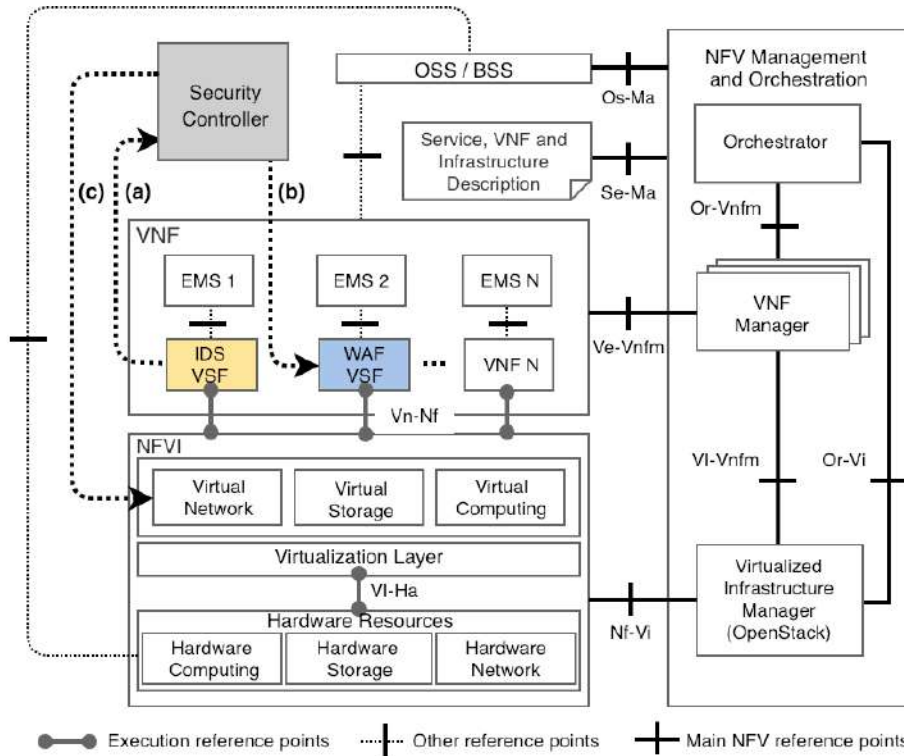 Security
Controller
OSS / BSS
Os-Ma
NFV Management
and Orchestration
Service, VNF and
Infrastructure
Description
Se-Ma
Orchestrator
Or-Vnfm
(c)
(a)
(b)
VNF
EMS 1
EMS 2
EMS N
IDS
VSF
WAF
VSF
VNF N
Ve-Vnfm
VNF
Manager
Vn-Nf
NFVI
Virtual
Network
Virtual
Storage
Virtual
Computing
VI-Vnfm
Or-Vi
Virtualization Layer
VI-Ha
Hardware Resources
Hardware
Computing
Hardware
Storage
Hardware
Network
Nf-Vi
Virtualized
Infrastructure
Manager
(OpenStack)
Execution reference points
Other reference points
Main NFV reference points